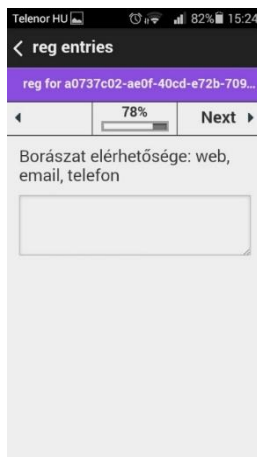 Telenor HU 82% 15:24
reg entries
reg for a0737c02-ae0f-40cd-e72b-709...
78% Next
Borászat elérhetősége: web,
email, telefon